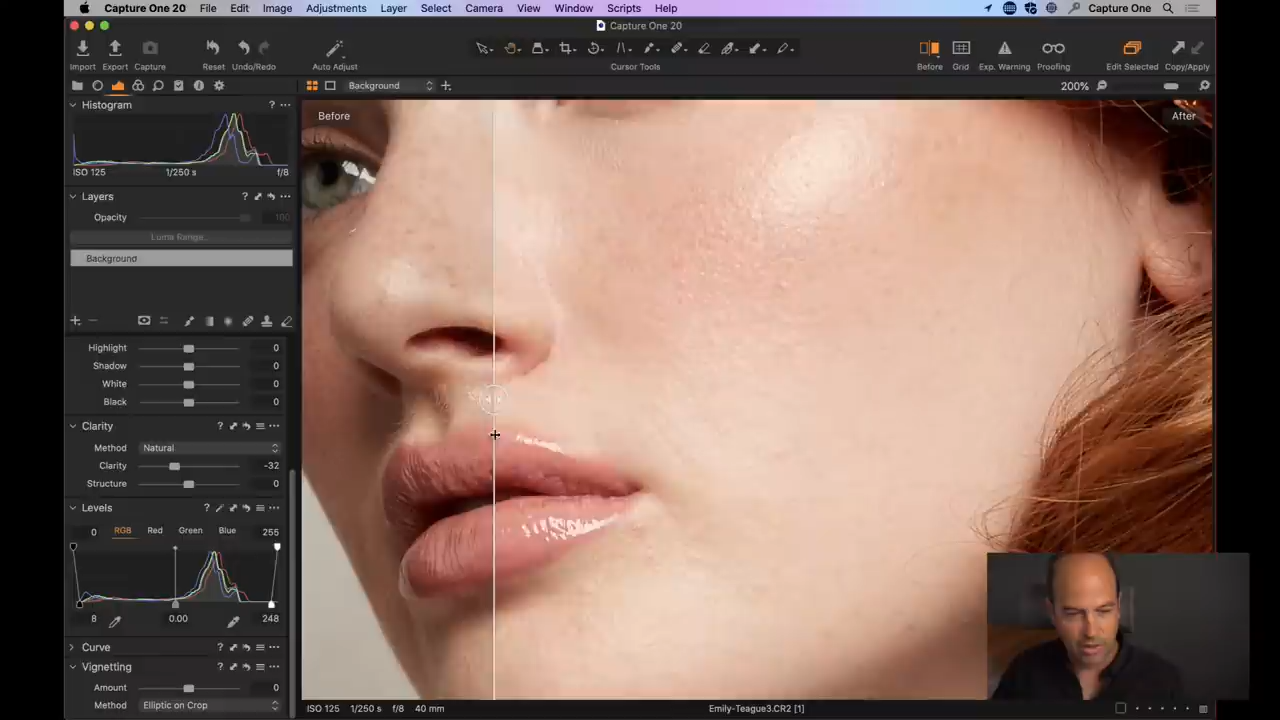 Capture One 20 File Edit Image Adjustments Layer Select Camera View Window Scripts Help Capture One
Capture One 20
Import Export Capture Reset Undo/Redo Auto Adjust Cursor Tools Before Grid Exp. Warning Proofing Edit Selected Copy/Apply
Background 200%
Histogram ?
ISO 125 1/250 s f/8
Layers ?
Opacity 100
Luma Range...
Background
Highlight 0
Shadow 0
White 0
Black 0
Clarity ?
Method Natural
Clarity -32
Structure 0
Levels ?
0 RGB Red Green Blue 255
8 0.00 248
Curve ?
Vignetting ?
Amount 0
Method Elliptic on Crop
Before After
ISO 125 1/250 s f/8 40 mm Emily-Teague3.CR2 [1]